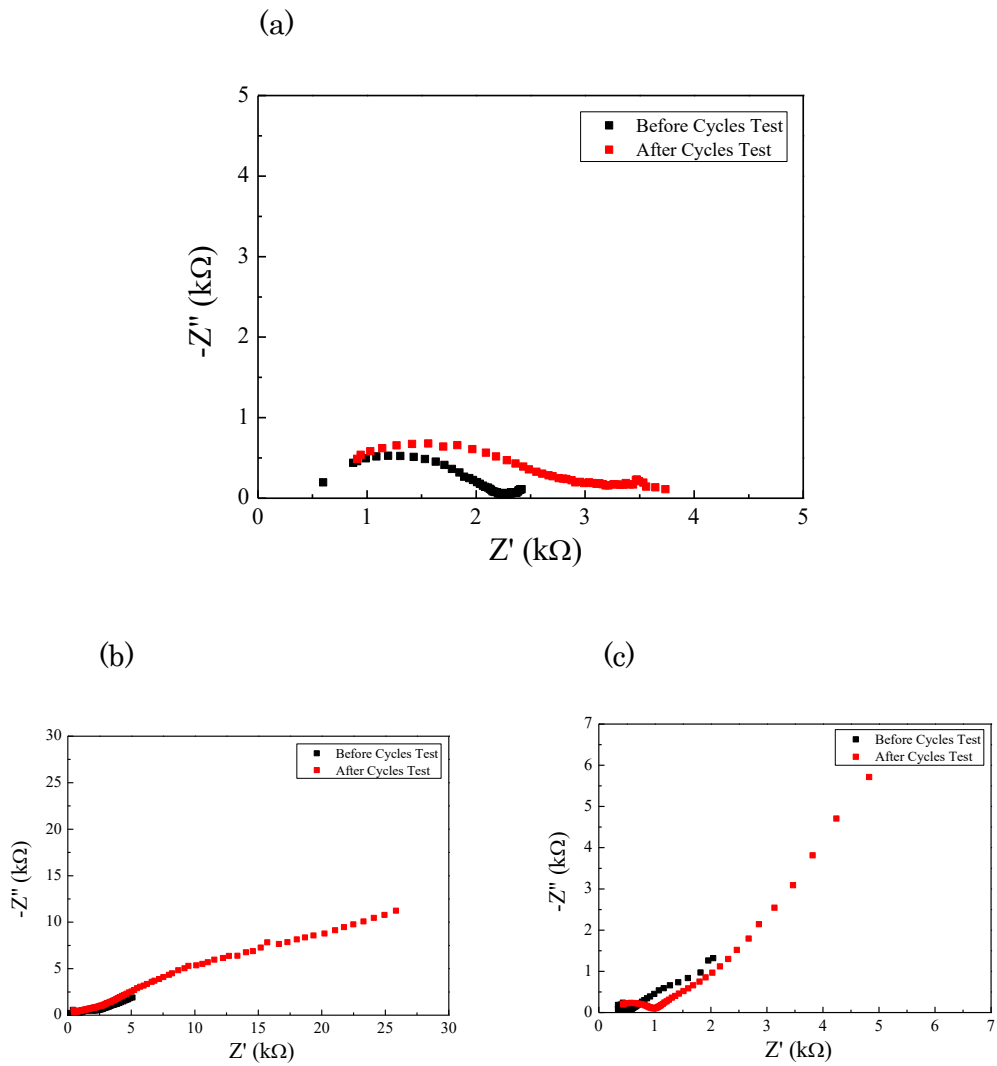 (a)
5
4
3
2
1
0
0 1 2 3 4 5
-Z'' (kΩ)
Z' (kΩ)
Before Cycles Test
After Cycles Test
(b)
30
25
20
15
10
5
0
0 5 10 15 20 25 30
-Z'' (kΩ)
Z' (kΩ)
Before Cycles Test
After Cycles Test
(c)
7
6
5
4
3
2
1
0
0 1 2 3 4 5 6 7
-Z'' (kΩ)
Z' (kΩ)
Before Cycles Test
After Cycles Test